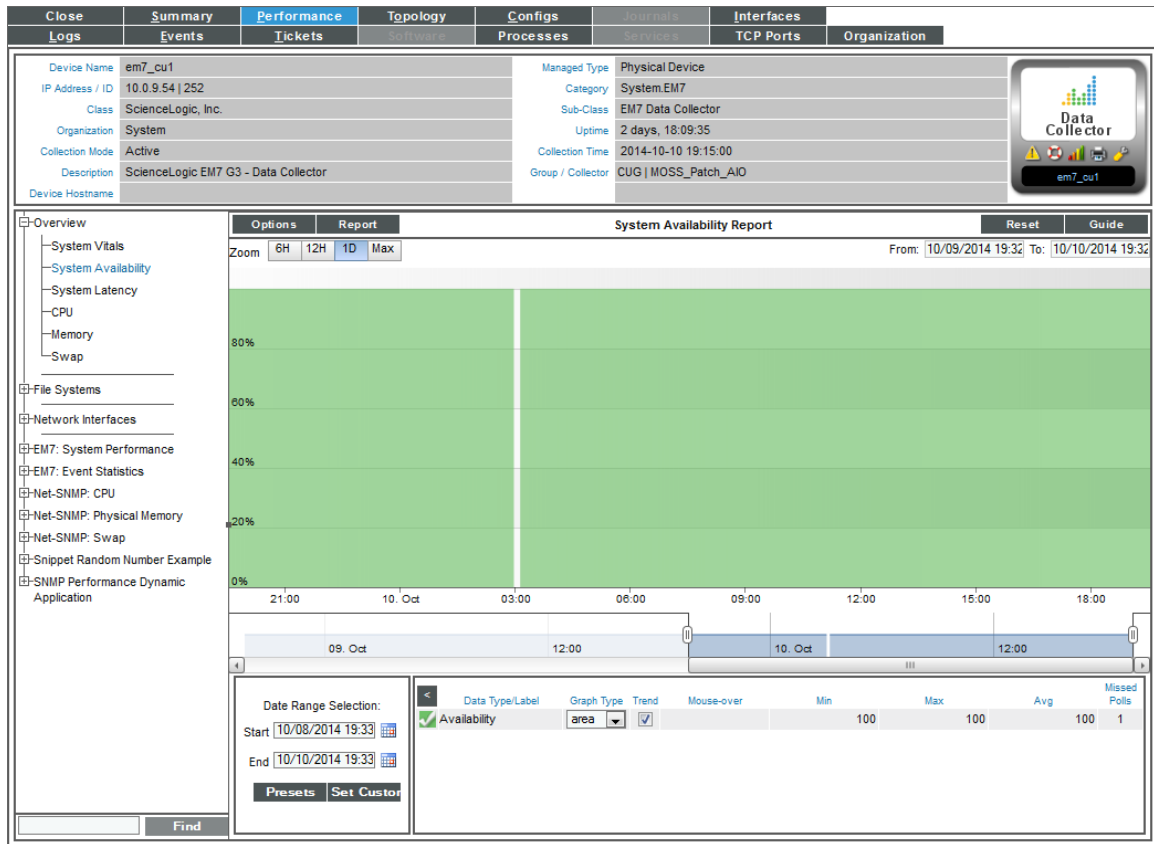 Close Summary Performance Topology Configs Journals Interfaces
Logs Events Tickets Software Processes Services TCP Ports Organization
Device Name em7_cu1 Managed Type Physical Device
IP Address / ID 10.0.9.54 | 252 Category System.EM7
Class ScienceLogic, Inc. Sub-Class EM7 Data Collector
Organization System Uptime 2 days, 18:09:35
Collection Mode Active Collection Time 2014-10-10 19:15:00
Description ScienceLogic EM7 G3 - Data Collector Group / Collector CUG | MOSS_Patch_AIO
Device Hostname
Data
Collector
em7_cu1
Overview
System Vitals
System Availability
System Latency
CPU
Memory
Swap
File Systems
Network Interfaces
EM7: System Performance
EM7: Event Statistics
Net-SNMP: CPU
Net-SNMP: Physical Memory
Net-SNMP: Swap
Snippet Random Number Example
SNMP Performance Dynamic
Application
Find
Options Report System Availability Report Reset Guide
Zoom 6H 12H 1D Max From: 10/09/2014 19:32 To: 10/10/2014 19:32
80%
60%
40%
20%
0%
21:00 10. Oct 03:00 06:00 09:00 12:00 15:00 18:00
09. Oct 12:00 10. Oct 12:00
Date Range Selection:
Start 10/08/2014 19:33
End 10/10/2014 19:33
Presets Set Custor
< Data Type/Label Graph Type Trend Mouse-over Min Max Avg Missed Polls
Availability area 100 100 100 1